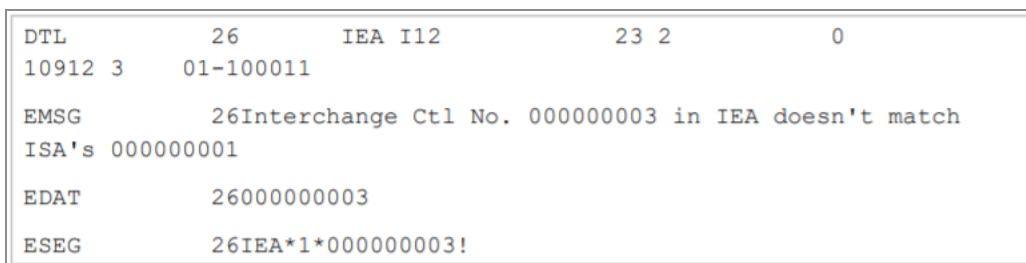 DTL          26       IEA I12               23 2              0
10912 3    01-100011
EMSG         26Interchange Ctl No. 000000003 in IEA doesn't match
ISA's 000000001
EDAT         26000000003
ESEG         26IEA*1*000000003!